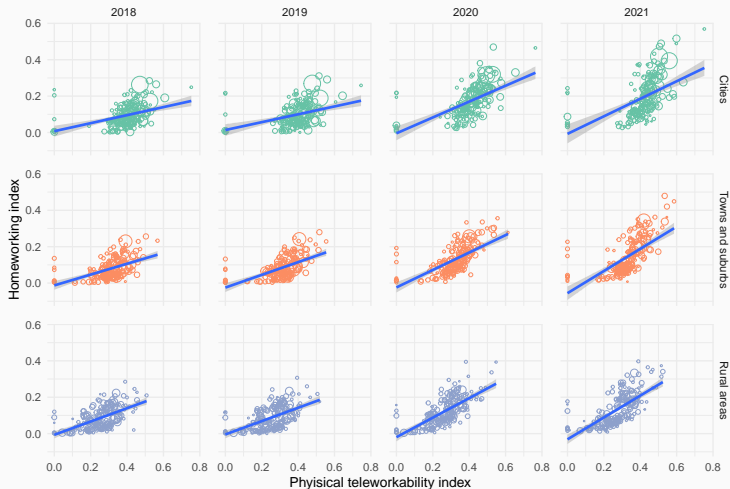 2018 2019 2020 2021
0.6
0.4
0.2
0.0
Cities
0.6
0.4
0.2
0.0
Towns and suburbs
0.6
0.4
0.2
0.0
Rural areas
Homeworking index
0.0 0.2 0.4 0.6 0.8 0.0 0.2 0.4 0.6 0.8 0.0 0.2 0.4 0.6 0.8 0.0 0.2 0.4 0.6 0.8
Phyisical teleworkability index